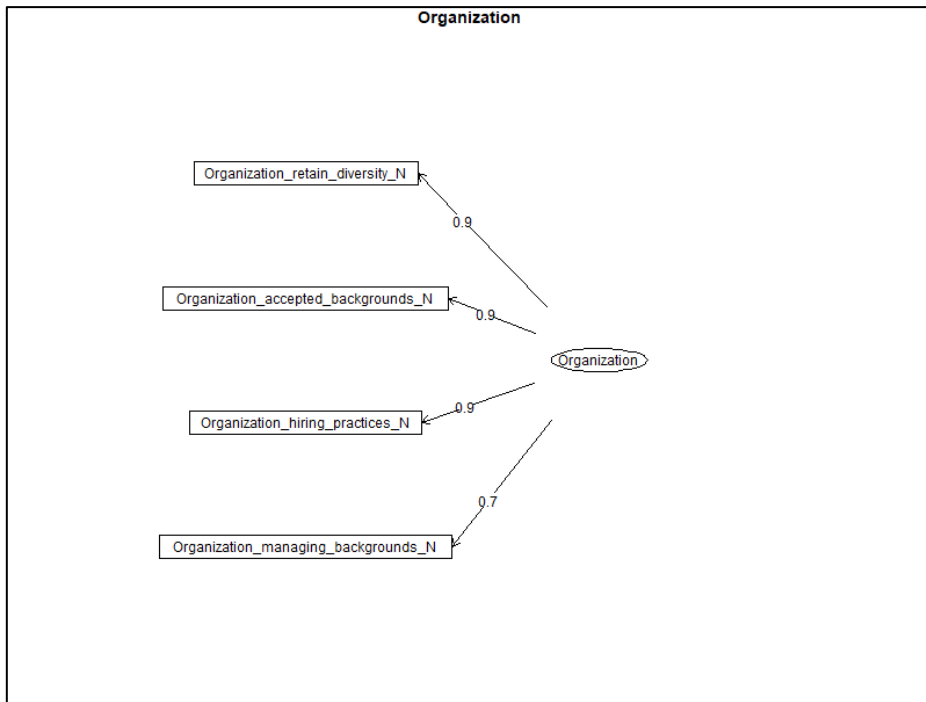 Organization
Organization_retain_diversity_N
0.9
Organization_accepted_backgrounds_N
0.9
Organization
Organization_hiring_practices_N
0.9
0.7
Organization_managing_backgrounds_N